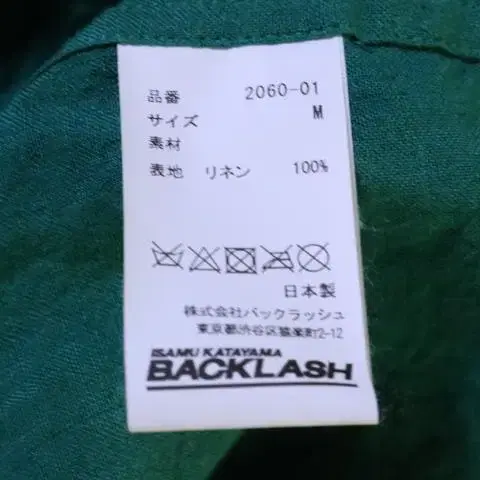 品番 2060-01
サイズ M
素材
表地 リネン 100%
日本製
株式会社バックラッシュ
東京都渋谷区猿楽町2-12
ISAMU KATAYAMA
BACKLASH